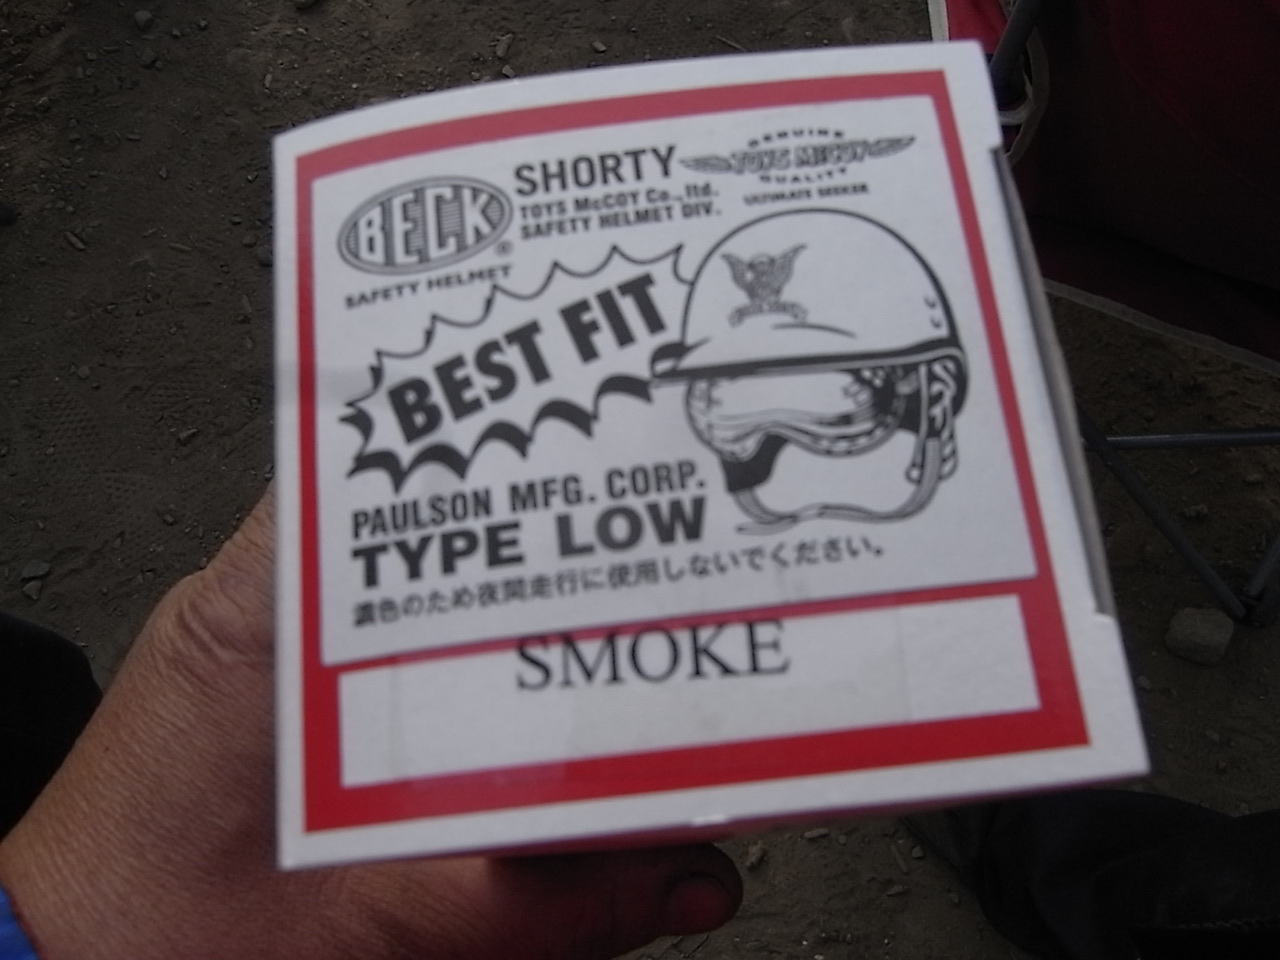 BECK®
SAFETY HELMET
SHORTY
TOYS McCOY Co.,ltd.
SAFETY HELMET DIV.
GENUINE
TOYS McCOY
QUALITY
ULTIMATE SEEKER
BEST FIT
PAULSON MFG. CORP.
TYPE LOW
濃色のため夜間走行に使用しないでください。
SMOKE